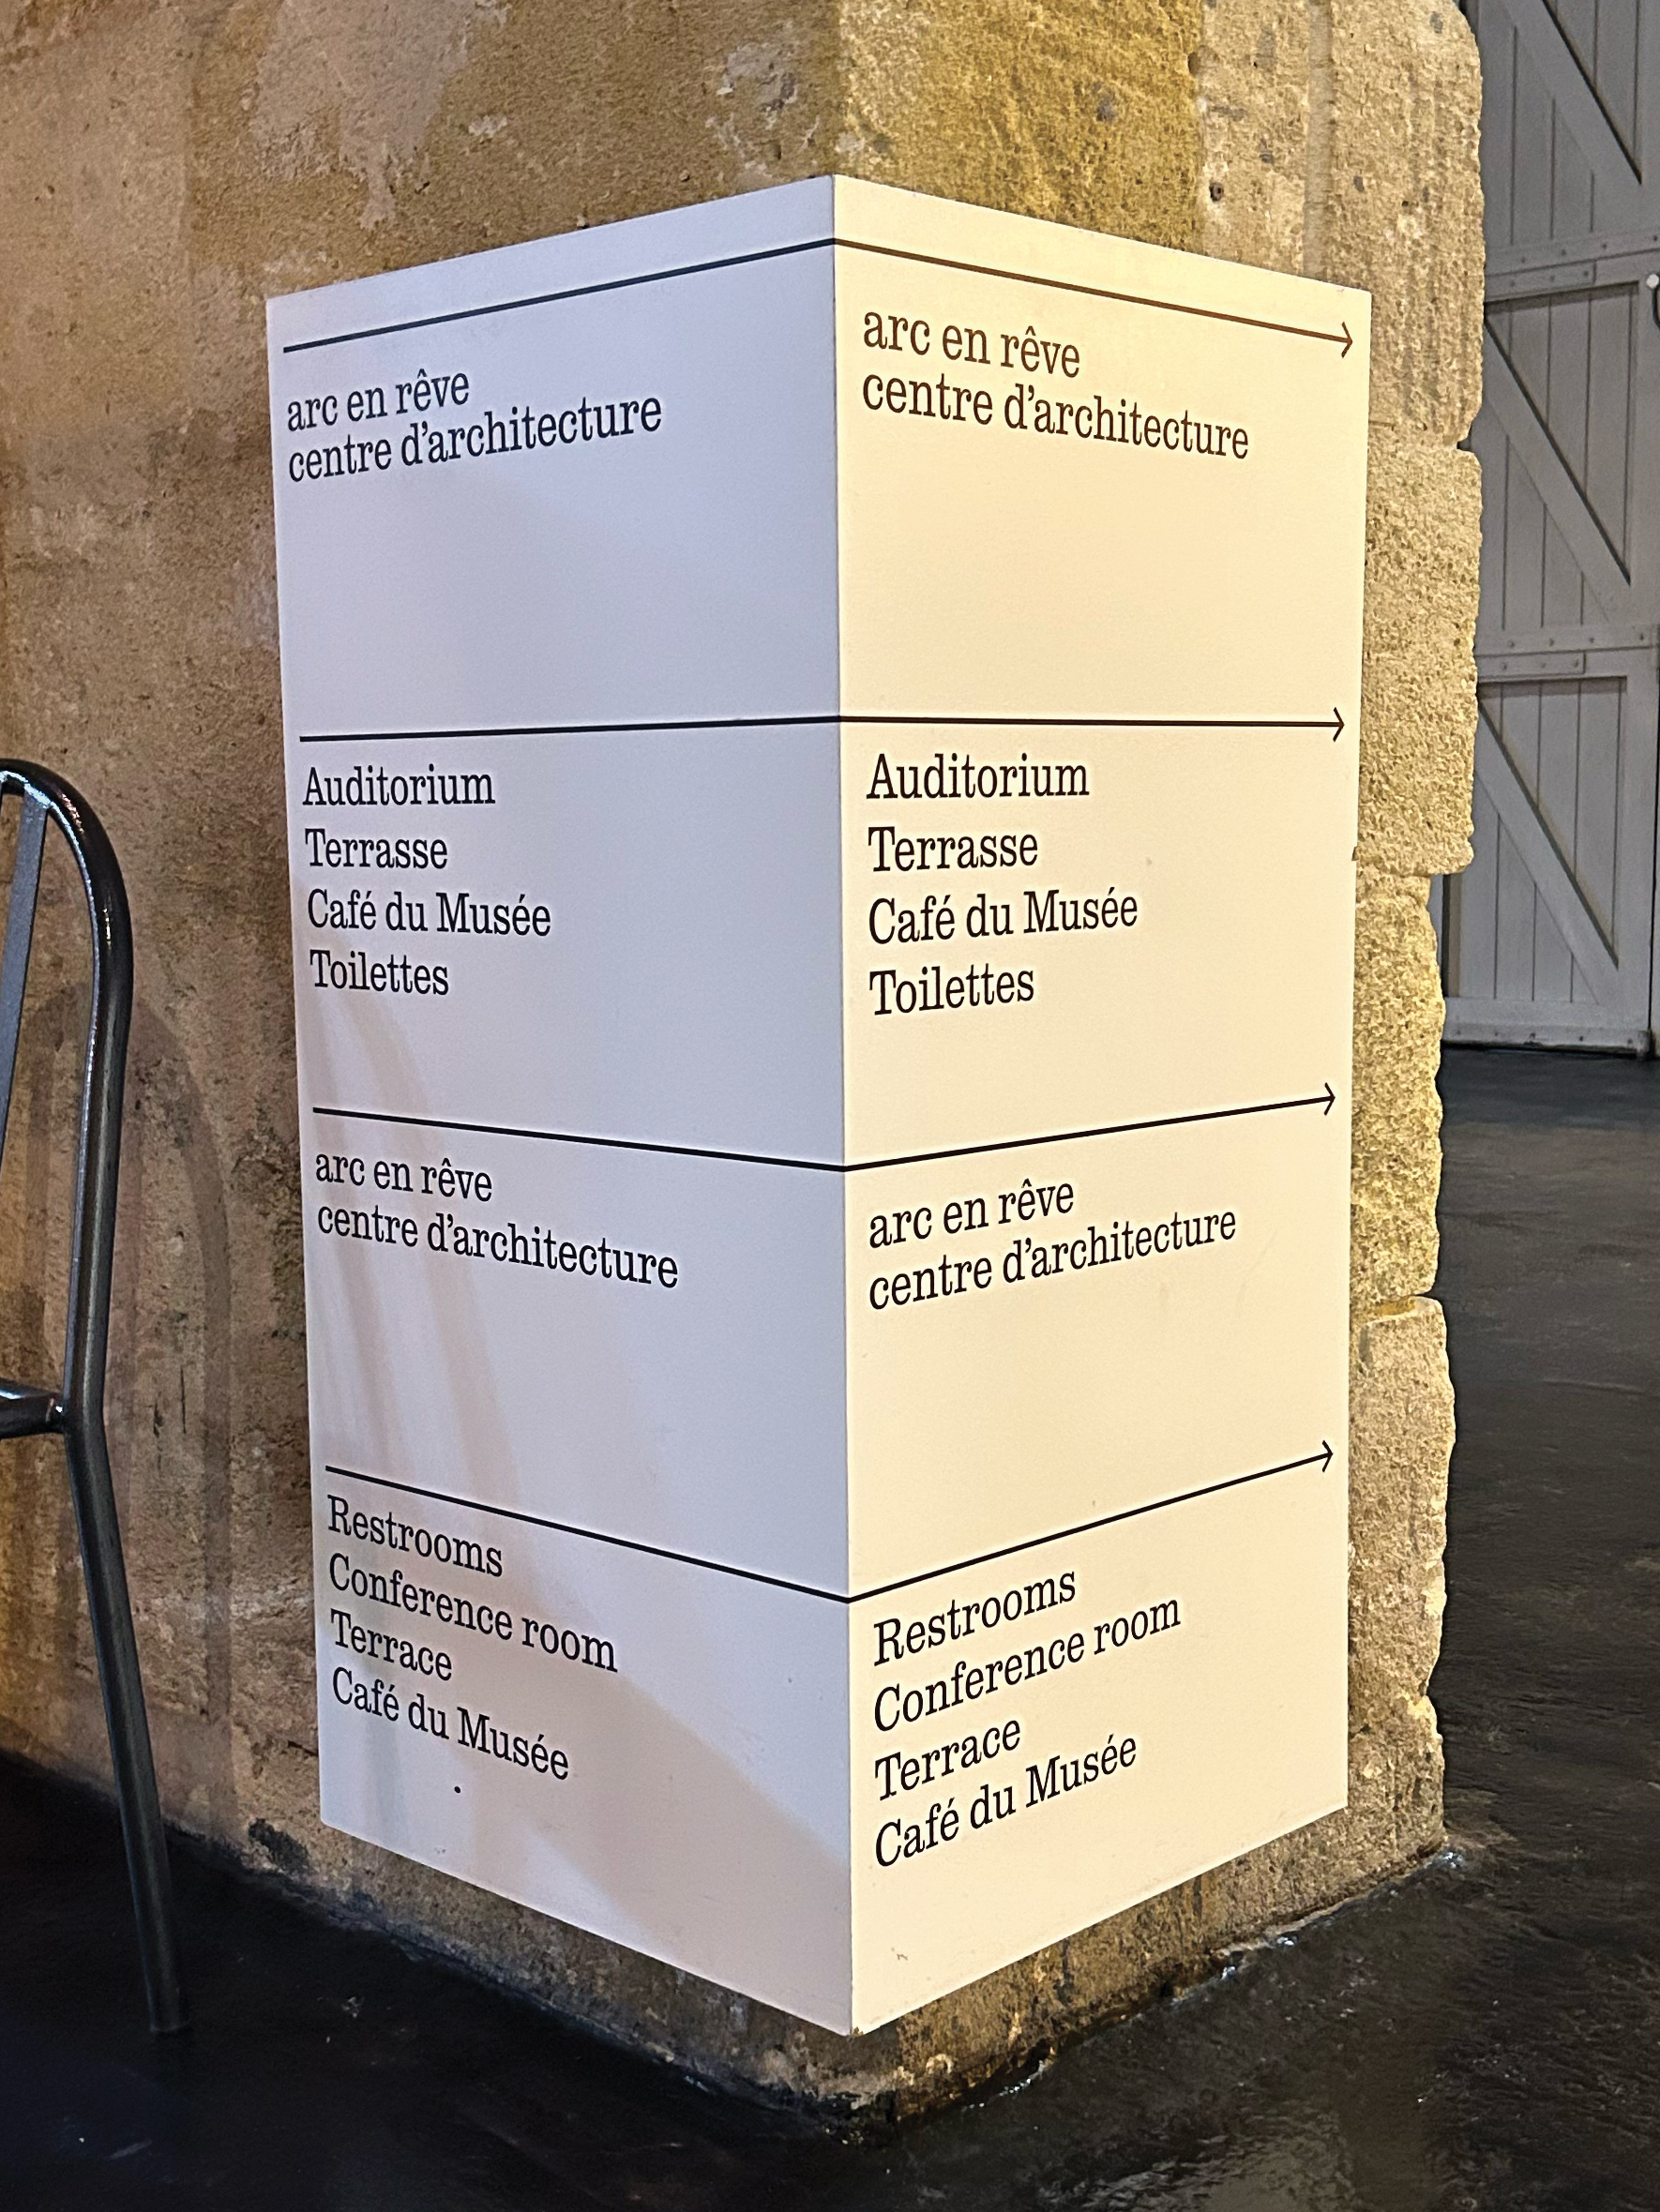 arc en rêve
centre d'architecture
Auditorium
Terrasse
Café du Musée
Toilettes
arc en rêve
centre d'architecture
Restrooms
Conference room
Terrace
Café du Musée
arc en rêve
centre d'architecture
Auditorium
Terrasse
Café du Musée
Toilettes
arc en rêve
centre d'architecture
Restrooms
Conference room
Terrace
Café du Musée